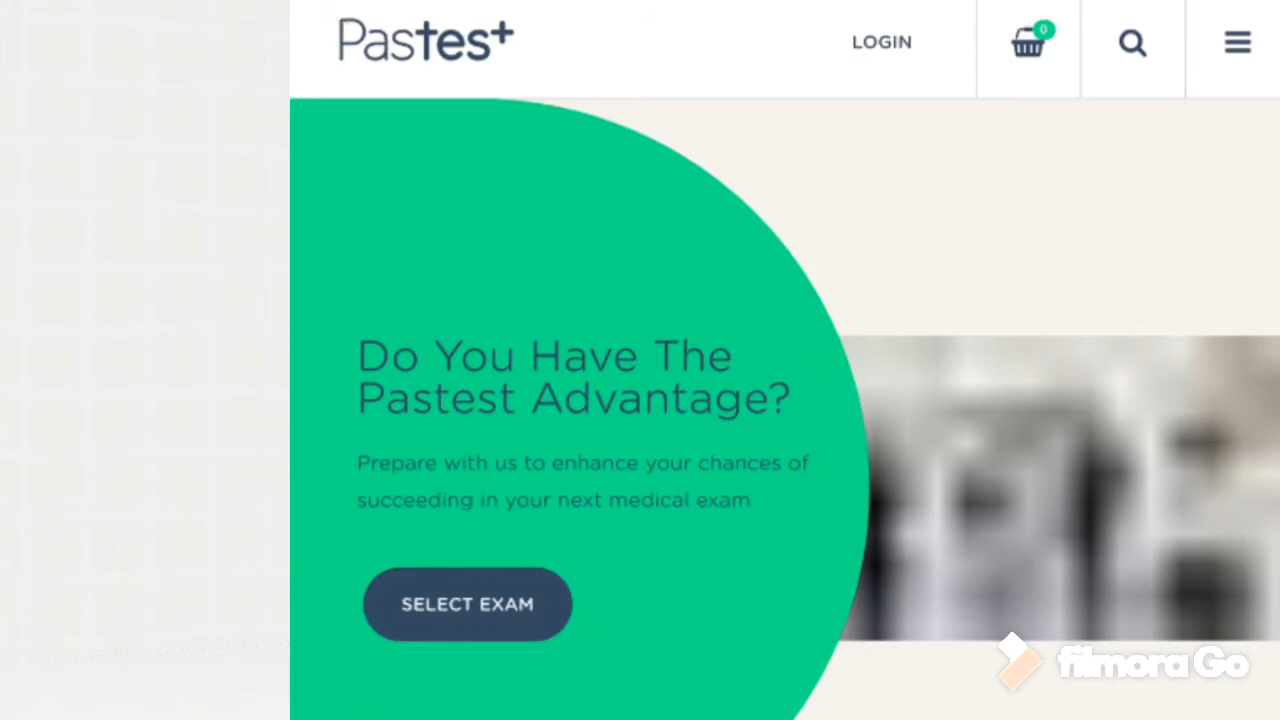 Pastest
LOGIN
0
Do You Have The
Pastest Advantage?
Prepare with us to enhance your chances of
succeeding in your next medical exam
SELECT EXAM
filmora Go